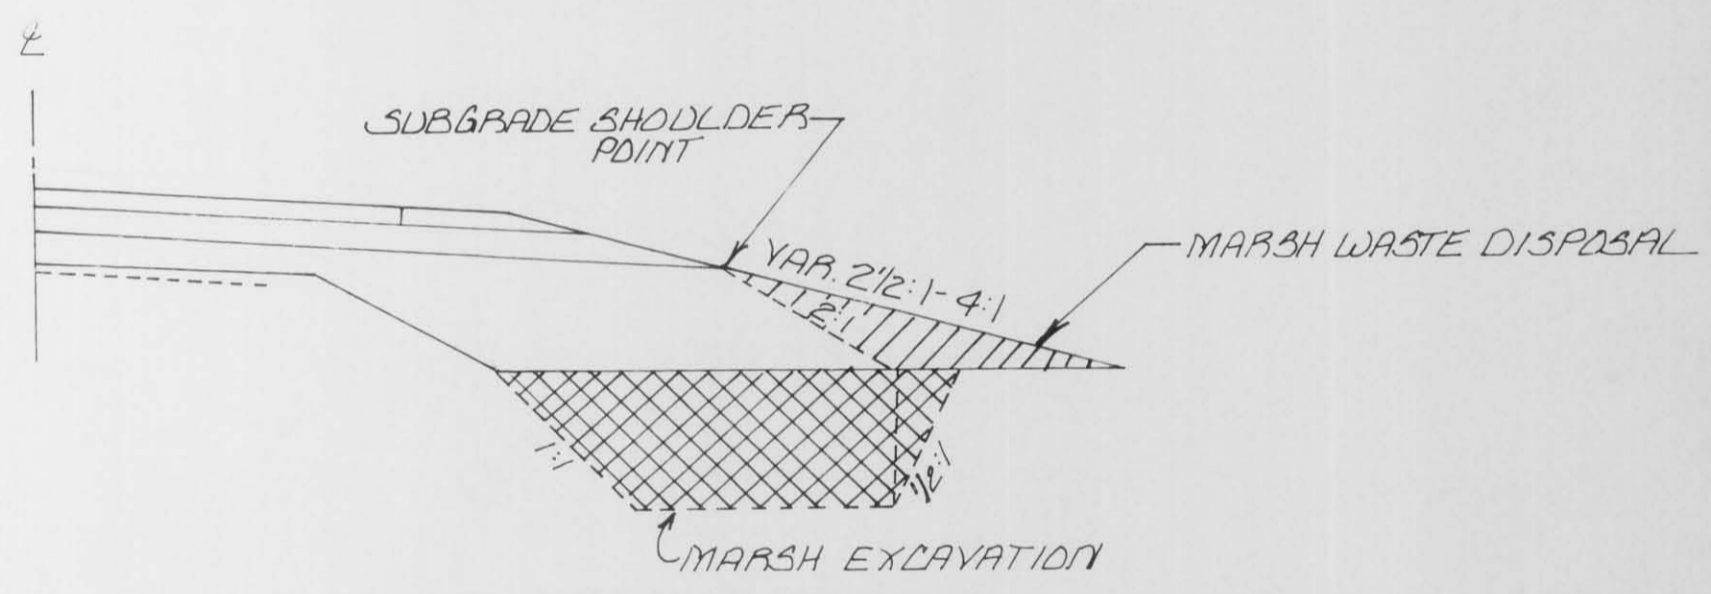 ℄
SUBGRADE SHOULDER
POINT
VAR. 2½:1-4:1
2:1
MARSH WASTE DISPOSAL
1:1
½:1
MARSH EXCAVATION